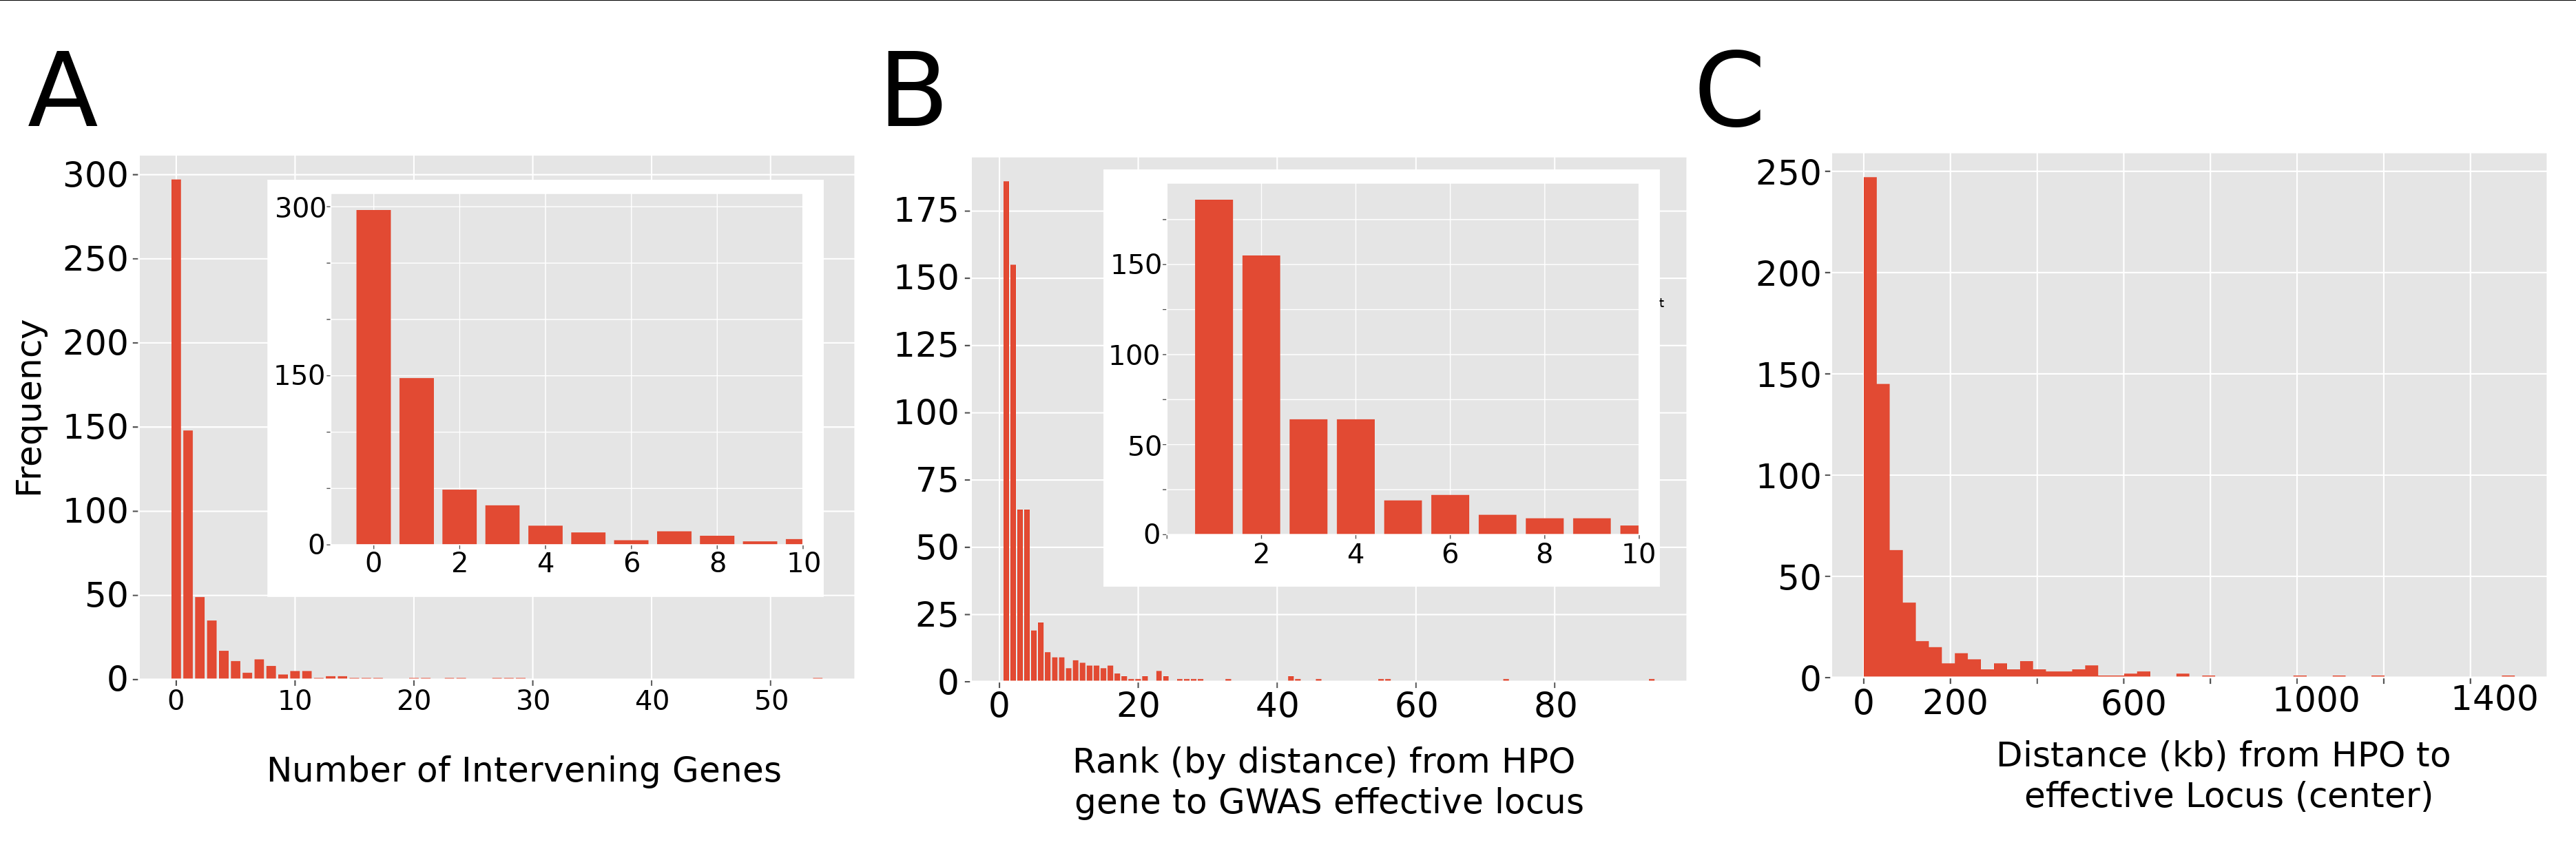 A
B
C
Frequency
300
250
200
150
100
50
0
0 10 20 30 40 50
300
150
0
0 2 4 6 8 10
Number of Intervening Genes
175
150
125
100
75
50
25
0
0 20 40 60 80
150
100
50
0
2 4 6 8 10
t
Rank (by distance) from HPO
gene to GWAS effective locus
250
200
150
100
50
0
0 200 600 1000 1400
Distance (kb) from HPO to
effective Locus (center)